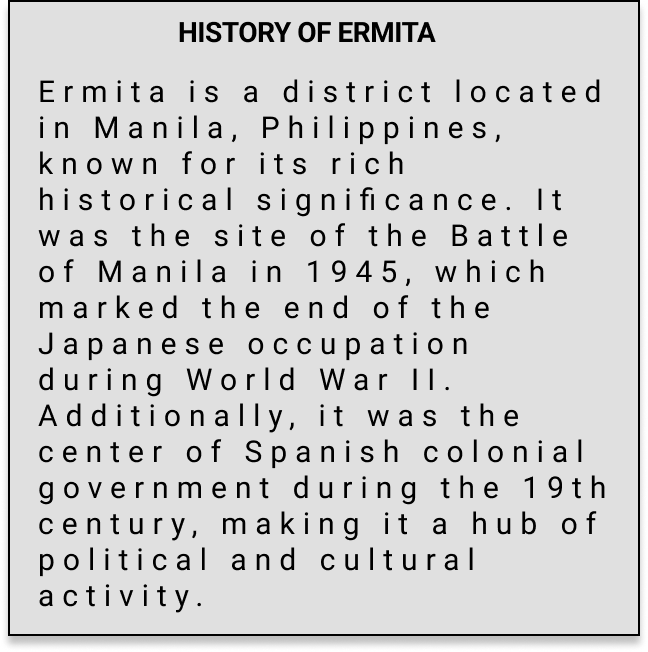 HISTORY OF ERMITA
Ermita is a district located
in Manila, Philippines,
known for its rich
historical significance. It
was the site of the Battle
of Manila in 1945, which
marked the end of the
Japanese occupation
during World War II.
Additionally, it was the
center of Spanish colonial
government during the 19th
century, making it a hub of
political and cultural
activity.